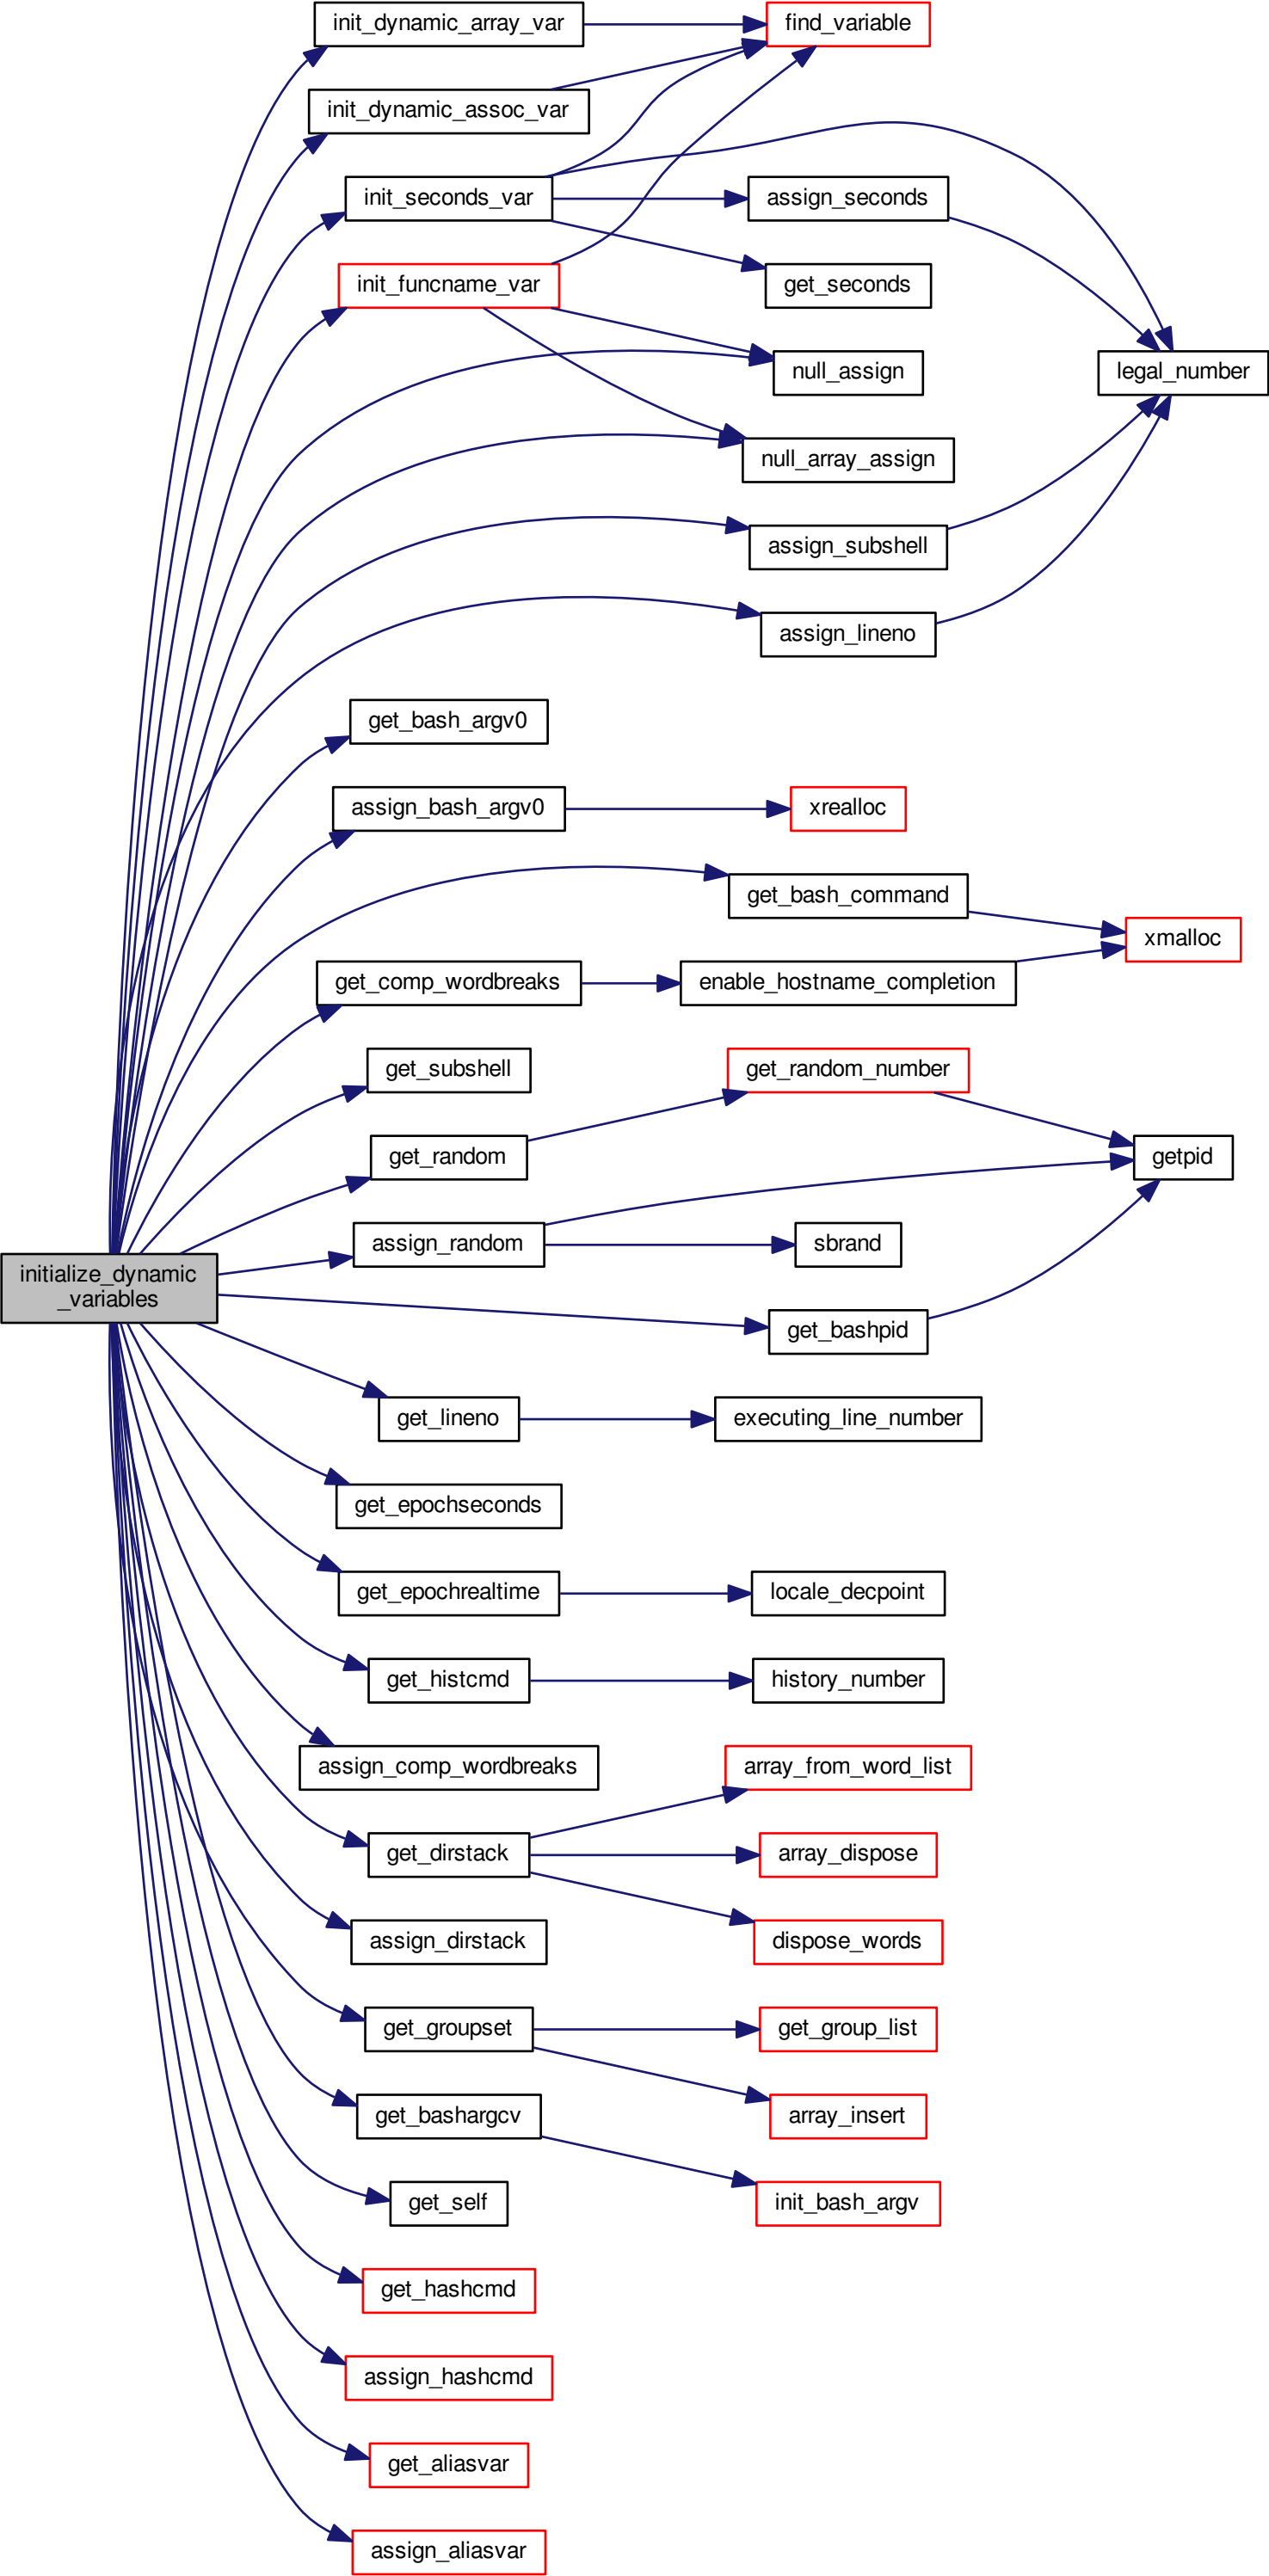 init_dynamic_array_var
find_variable
init_dynamic_assoc_var
init_seconds_var
assign_seconds
init_funcname_var
get_seconds
null_assign
legal_number
null_array_assign
assign_subshell
assign_lineno
get_bash_argv0
assign_bash_argv0
xrealloc
get_bash_command
xmalloc
get_comp_wordbreaks
enable_hostname_completion
get_subshell
get_random_number
get_random
getpid
assign_random
sbrand
initialize_dynamic
_variables
get_bashpid
get_lineno
executing_line_number
get_epochseconds
get_epochrealtime
locale_decpoint
get_histcmd
history_number
assign_comp_wordbreaks
array_from_word_list
get_dirstack
array_dispose
assign_dirstack
dispose_words
get_groupset
get_group_list
get_bashargcv
array_insert
get_self
init_bash_argv
get_hashcmd
assign_hashcmd
get_aliasvar
assign_aliasvar